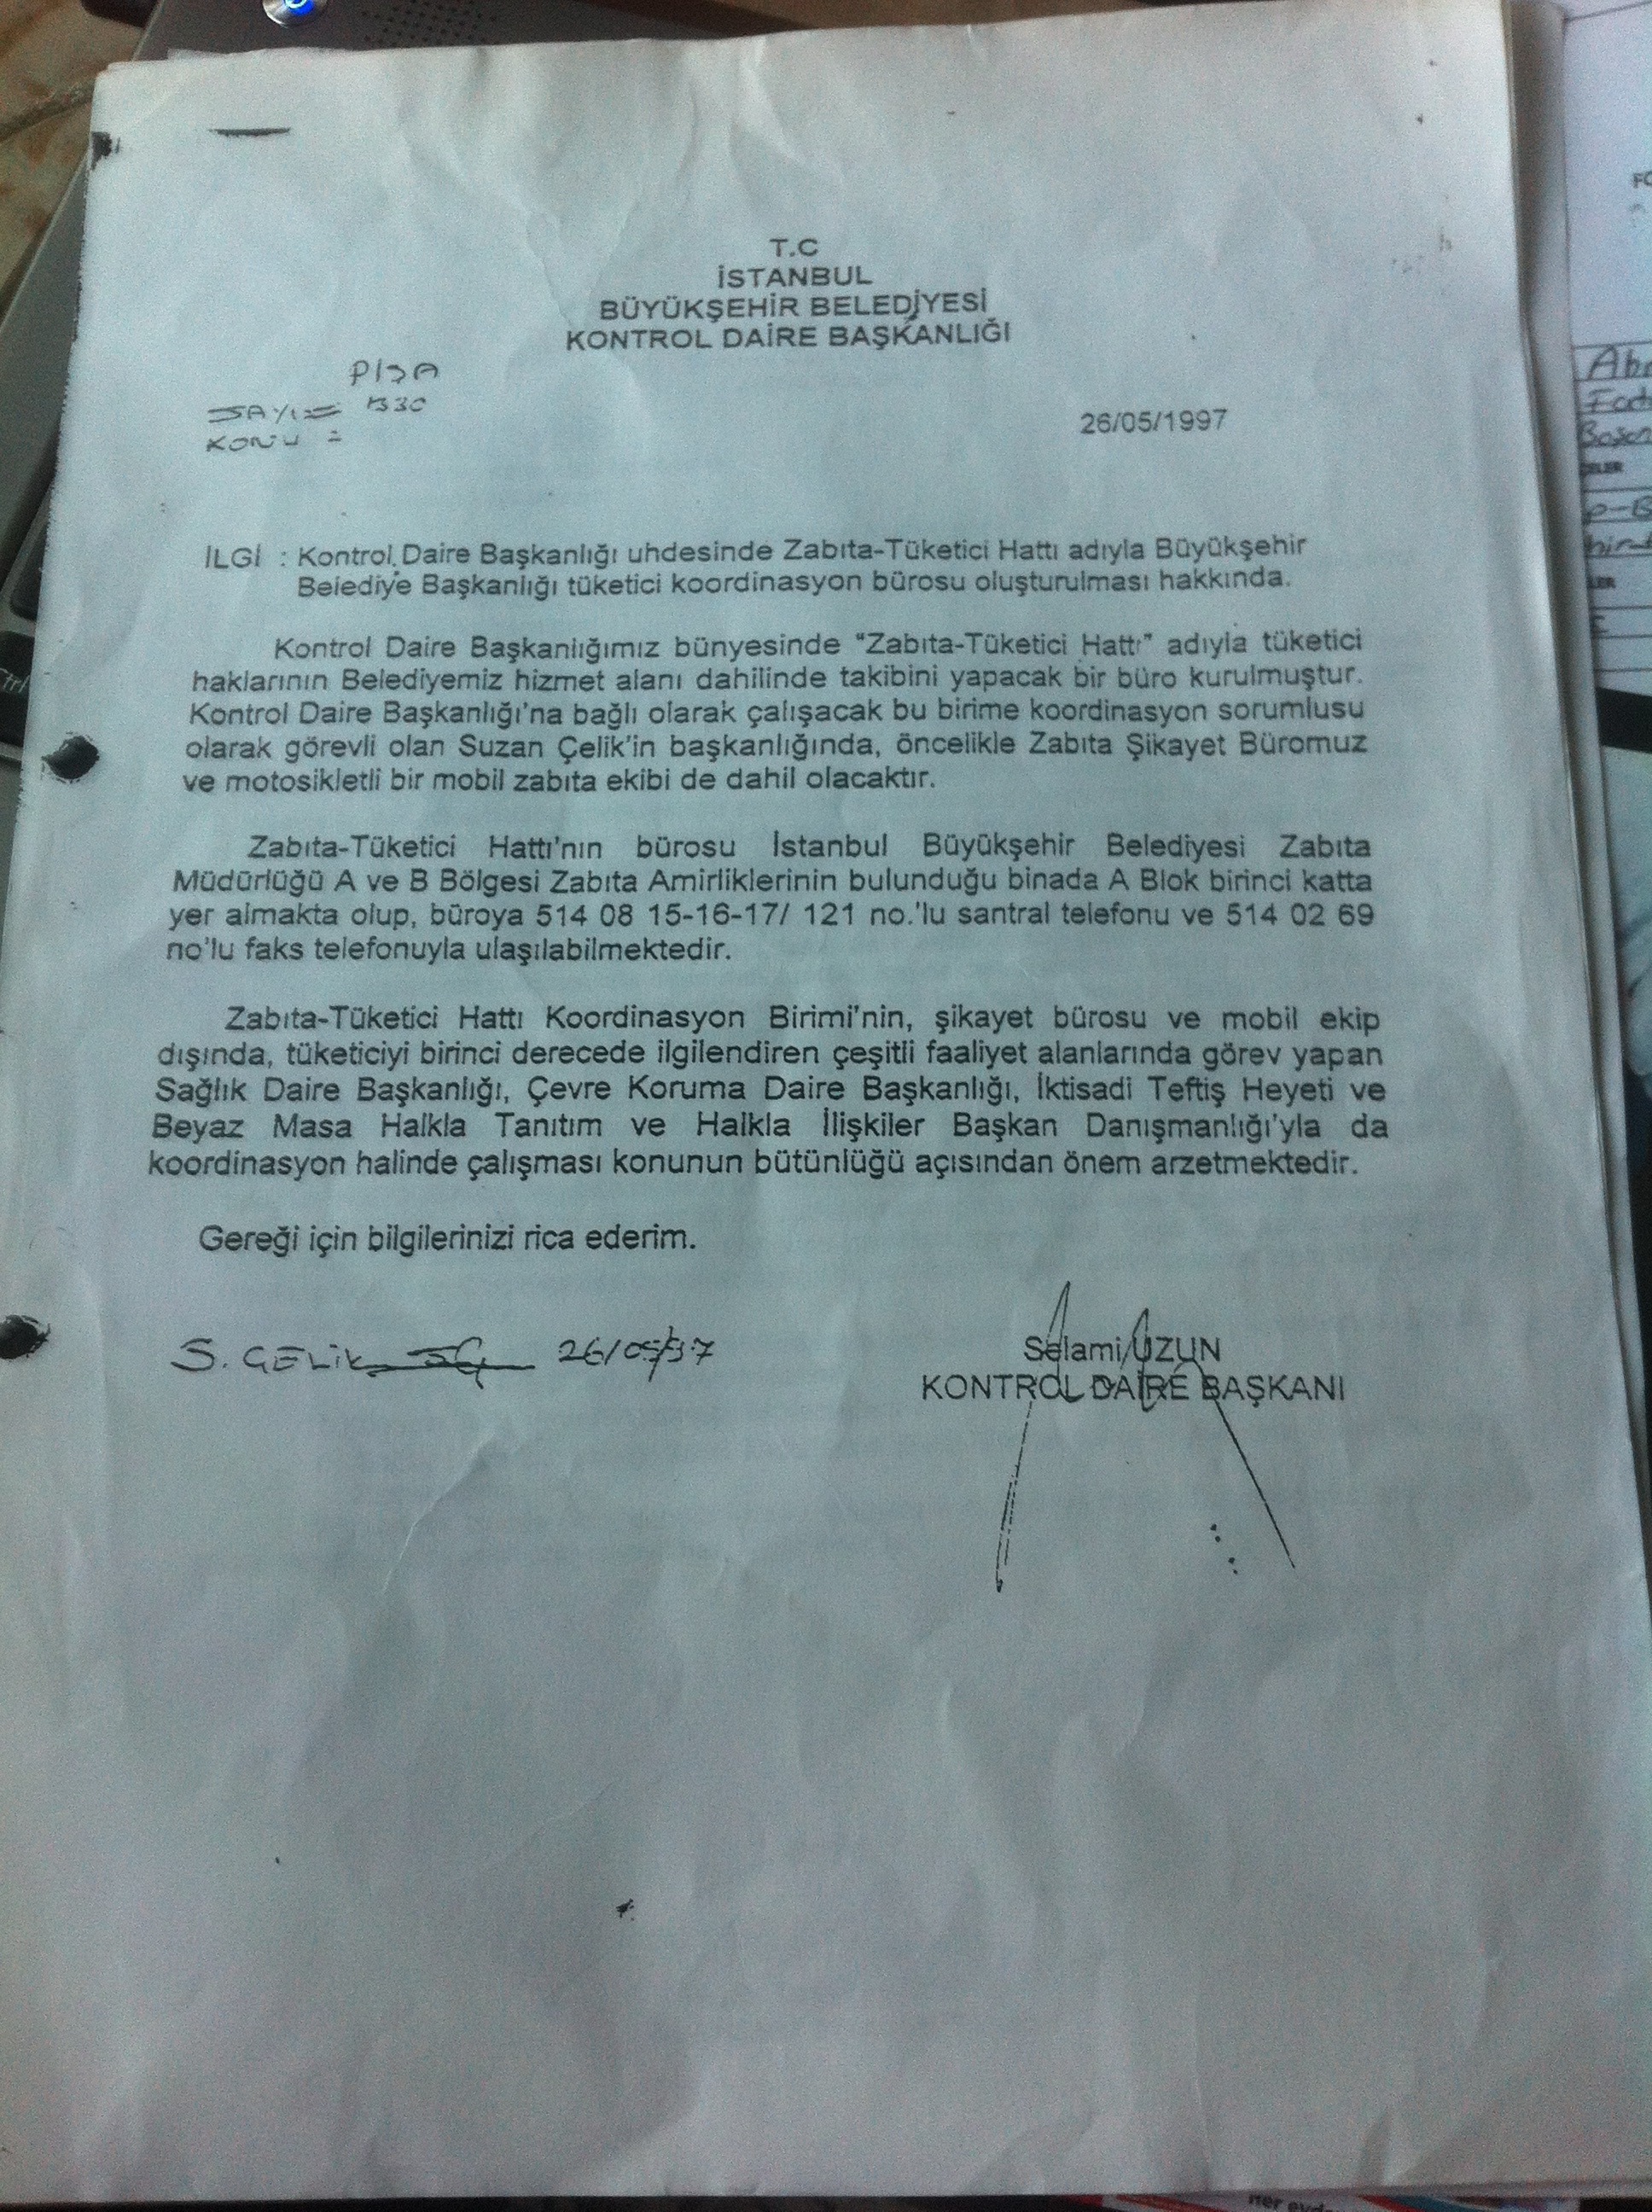 T.C
İSTANBUL
BÜYÜKŞEHİR BELEDİYESİ
KONTROL DAİRE BAŞKANLIĞI
SAYI =
KONU =
26/05/1997
İLGİ : Kontrol Daire Başkanlığı uhdesinde Zabıta-Tüketici Hattı adıyla Büyükşehir
Belediye Başkanlığı tüketici koordinasyon bürosu oluşturulması hakkında.
Kontrol Daire Başkanlığımız bünyesinde “Zabıta-Tüketici Hattı” adıyla tüketici
haklarının Belediyemiz hizmet alanı dahilinde takibini yapacak bir büro kurulmuştur.
Kontrol Daire Başkanlığı'na bağlı olarak çalışacak bu birime koordinasyon sorumlusu
olarak görevli olan Suzan Çelik'in başkanlığında, öncelikle Zabıta Şikayet Büromuz
ve motosikletli bir mobil zabıta ekibi de dahil olacaktır.
Zabıta-Tüketici Hattı'nın bürosu İstanbul Büyükşehir Belediyesi Zabıta
Müdürlüğü A ve B Bölgesi Zabıta Amirliklerinin bulunduğu binada A Blok birinci katta
yer almakta olup, büroya 514 08 15-16-17/ 121 no.'lu santral telefonu ve 514 02 69
no'lu faks telefonuyla ulaşılabilmektedir.
Zabıta-Tüketici Hattı Koordinasyon Birimi'nin, şikayet bürosu ve mobil ekip
dışında, tüketiciyi birinci derecede ilgilendiren çeşitli faaliyet alanlarında görev yapan
Sağlık Daire Başkanlığı, Çevre Koruma Daire Başkanlığı, İktisadi Teftiş Heyeti ve
Beyaz Masa Halkla Tanıtım ve Halkla İlişkiler Başkan Danışmanlığı'yla da
koordinasyon halinde çalışması konunun bütünlüğü açısından önem arzetmektedir.
Gereği için bilgilerinizi rica ederim.
S. ÇELİK 26/05/97
Selami UZUN
KONTROL DAİRE BAŞKANI